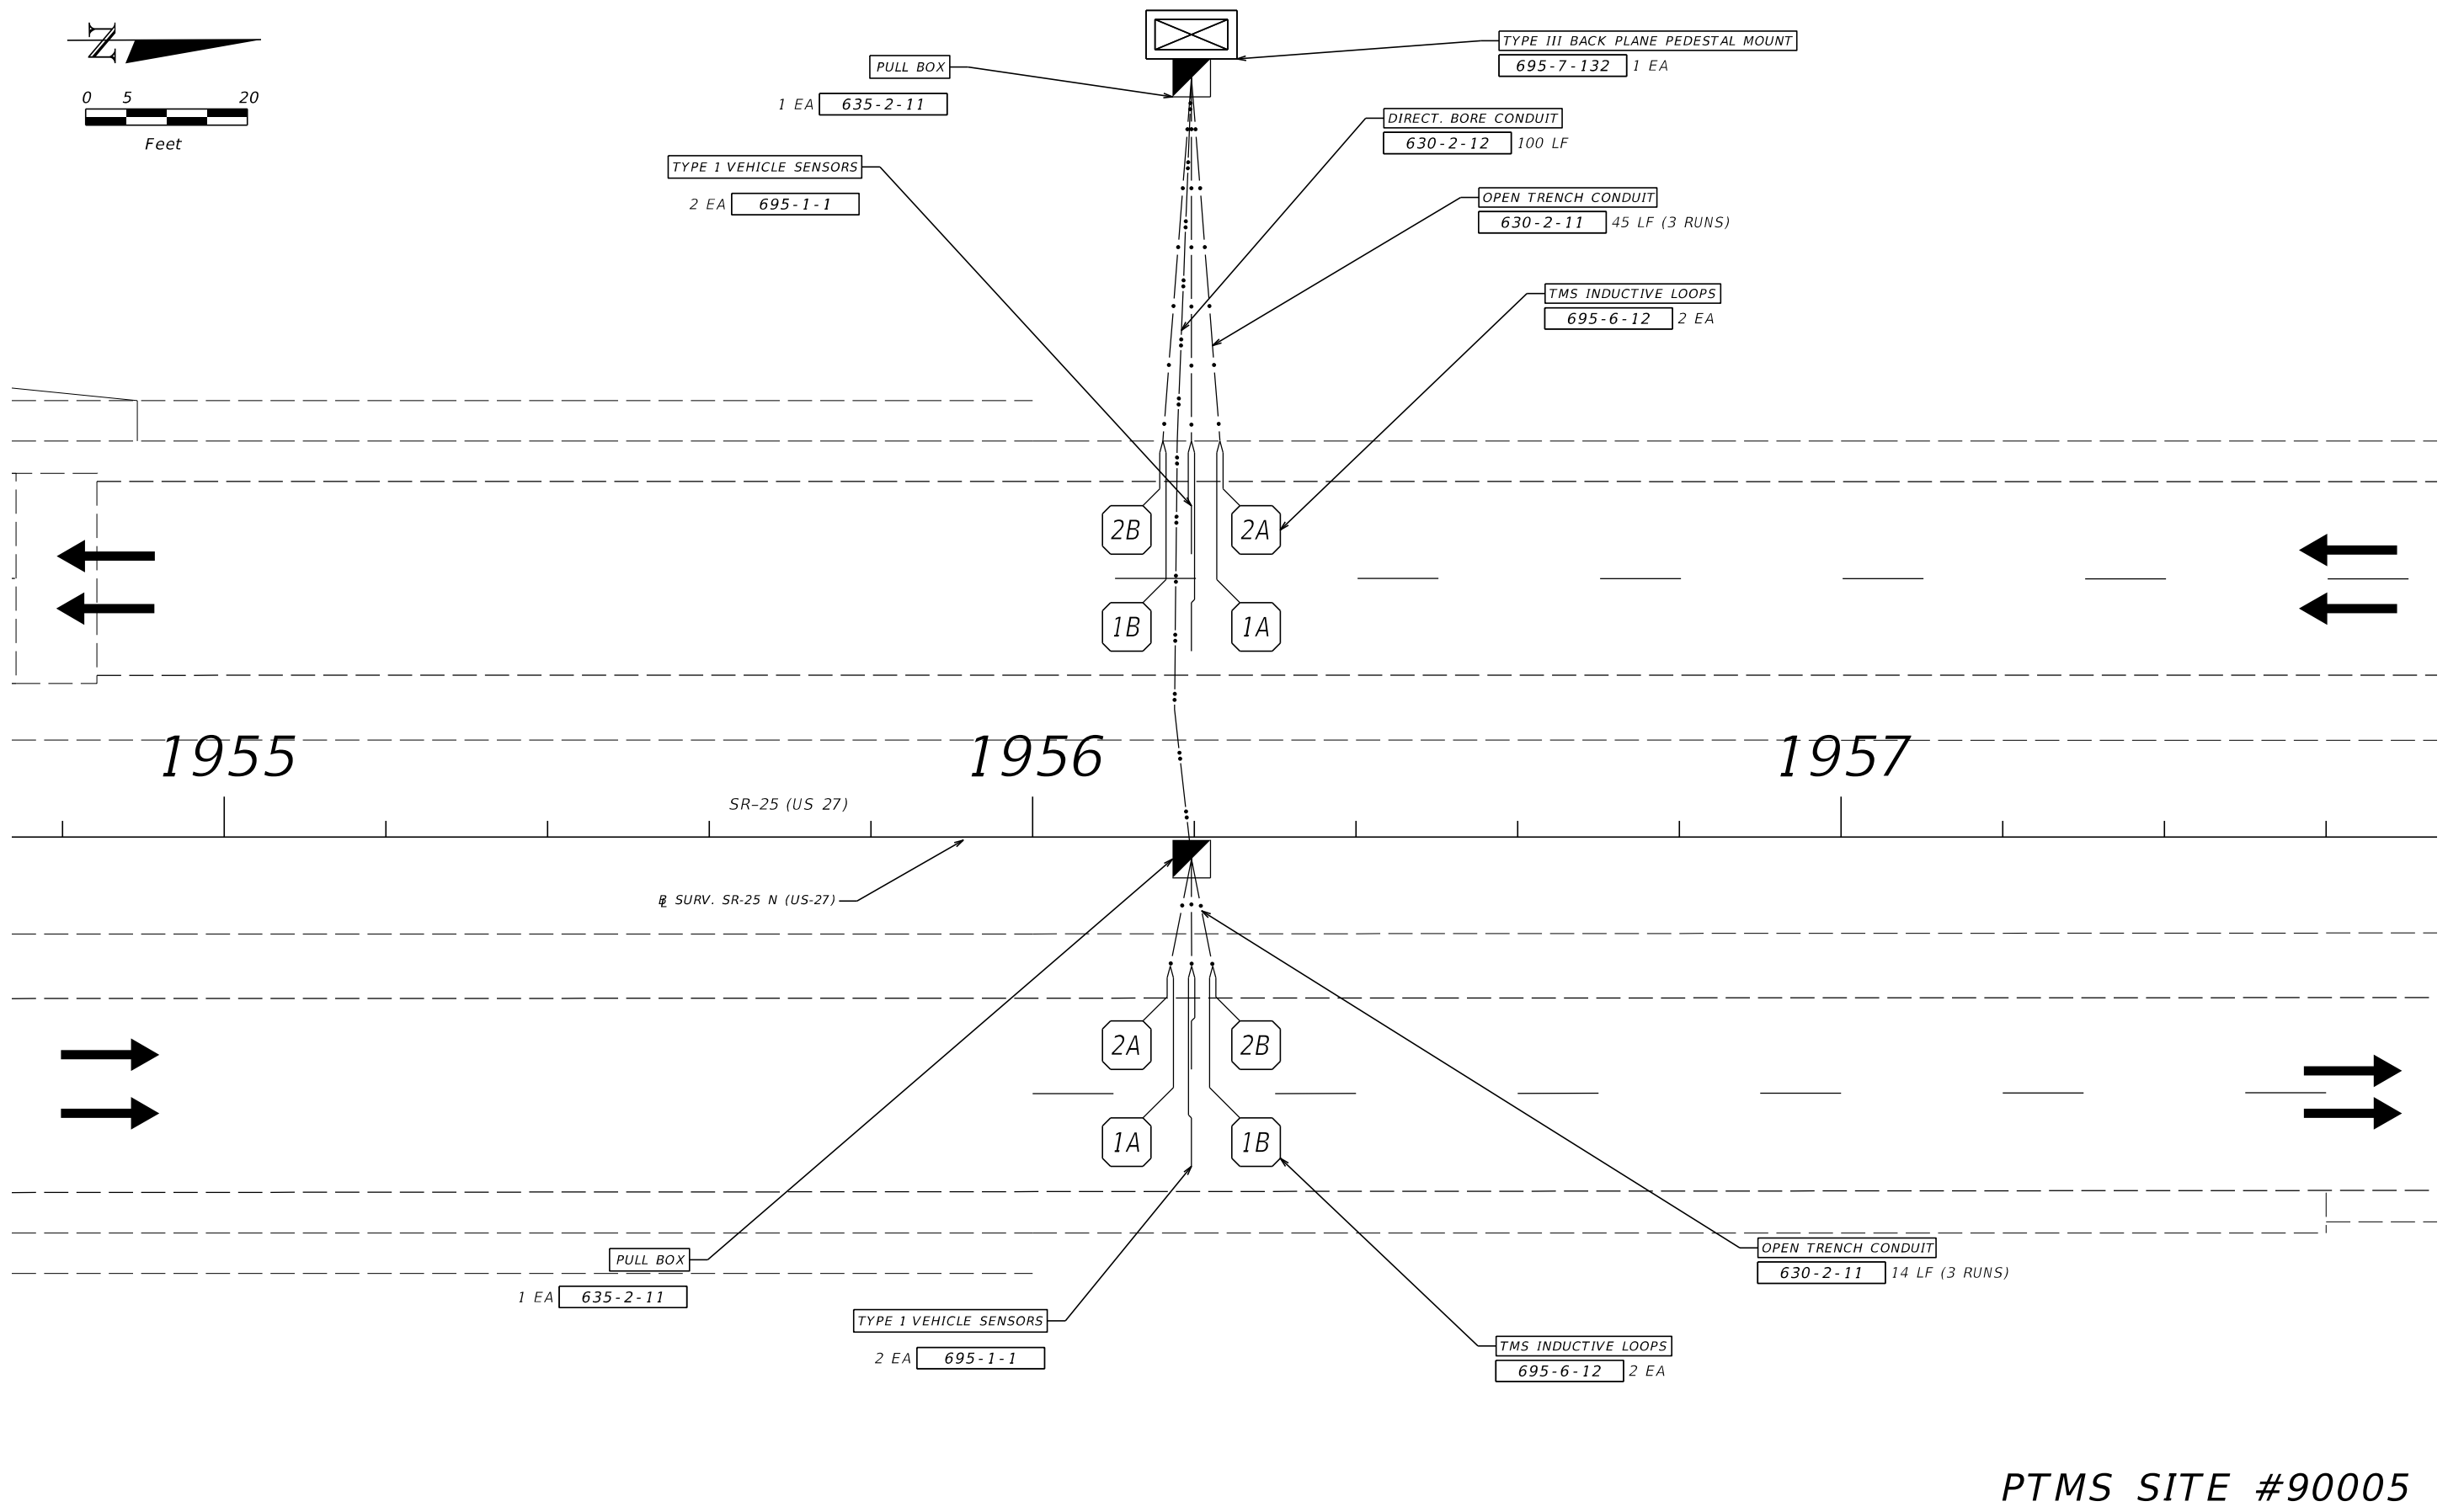 N
0 5 20
Feet
PULL BOX
1 EA 635-2-11
TYPE III BACK PLANE PEDESTAL MOUNT
695-7-132 1 EA
DIRECT. BORE CONDUIT
630-2-12 100 LF
TYPE 1 VEHICLE SENSORS
2 EA 695-1-1
OPEN TRENCH CONDUIT
630-2-11 45 LF (3 RUNS)
TMS INDUCTIVE LOOPS
695-6-12 2 EA
2B 2A
1B 1A
1955 1956 1957
SR-25 (US 27)
BL SURV. SR-25 N (US-27)
2A 2B
1A 1B
PULL BOX
1 EA 635-2-11
OPEN TRENCH CONDUIT
630-2-11 14 LF (3 RUNS)
TYPE 1 VEHICLE SENSORS
2 EA 695-1-1
TMS INDUCTIVE LOOPS
695-6-12 2 EA
PTMS SITE #90005